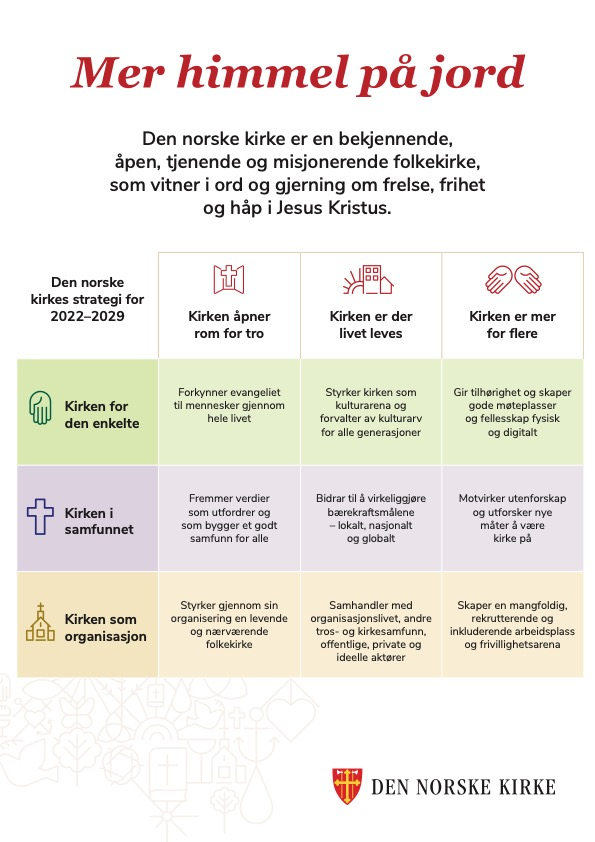 Mer himmel på jord
Den norske kirke er en bekjennende,
åpen, tjenende og misjonerende folkekirke,
som vitner i ord og gjerning om frelse, frihet
og håp i Jesus Kristus.
Den norske
kirkes strategi for
2022–2029
Kirken åpner
rom for tro
Kirken er der
livet leves
Kirken er mer
for flere
Kirken for
den enkelte
Forkynner evangeliet
til mennesker gjennom
hele livet
Styrker kirken som
kulturarena og
forvalter av kulturarv
for alle generasjoner
Gir tilhørighet og skaper
gode møteplasser
og fellesskap fysisk
og digitalt
Kirken i
samfunnet
Fremmer verdier
som utfordrer og
som bygger et godt
samfunn for alle
Bidrar til å virkeliggjøre
bærekraftsmålene
– lokalt, nasjonalt
og globalt
Motvirker utenforskap
og utforsker nye
måter å være
kirke på
Kirken som
organisasjon
Styrker gjennom sin
organisering en levende
og nærværende
folkekirke
Samhandler med
organisasjonslivet, andre
tros- og kirkesamfunn,
offentlige, private og
ideelle aktører
Skaper en mangfoldig,
rekrutterende og
inkluderende arbeidsplass
og frivillighetsarena
DEN NORSKE KIRKE